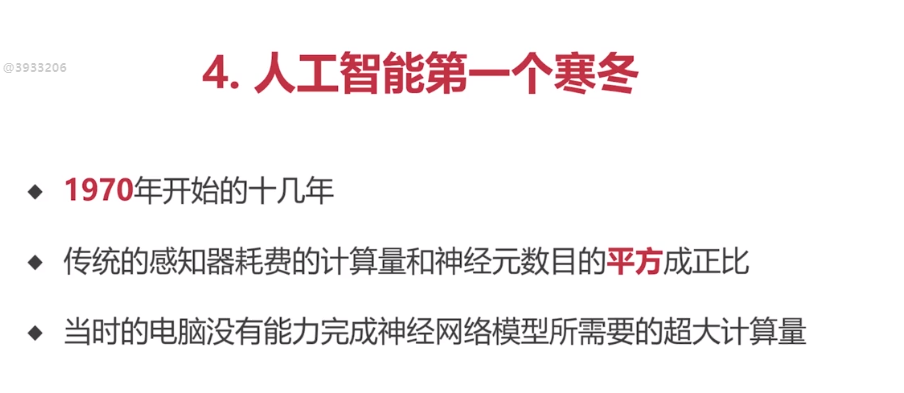 @3933206
4. 人工智能第一个寒冬
◆ 1970年开始的十几年
◆ 传统的感知器耗费的计算量和神经元数目的平方成正比
◆ 当时的电脑没有能力完成神经网络模型所需要的超大计算量